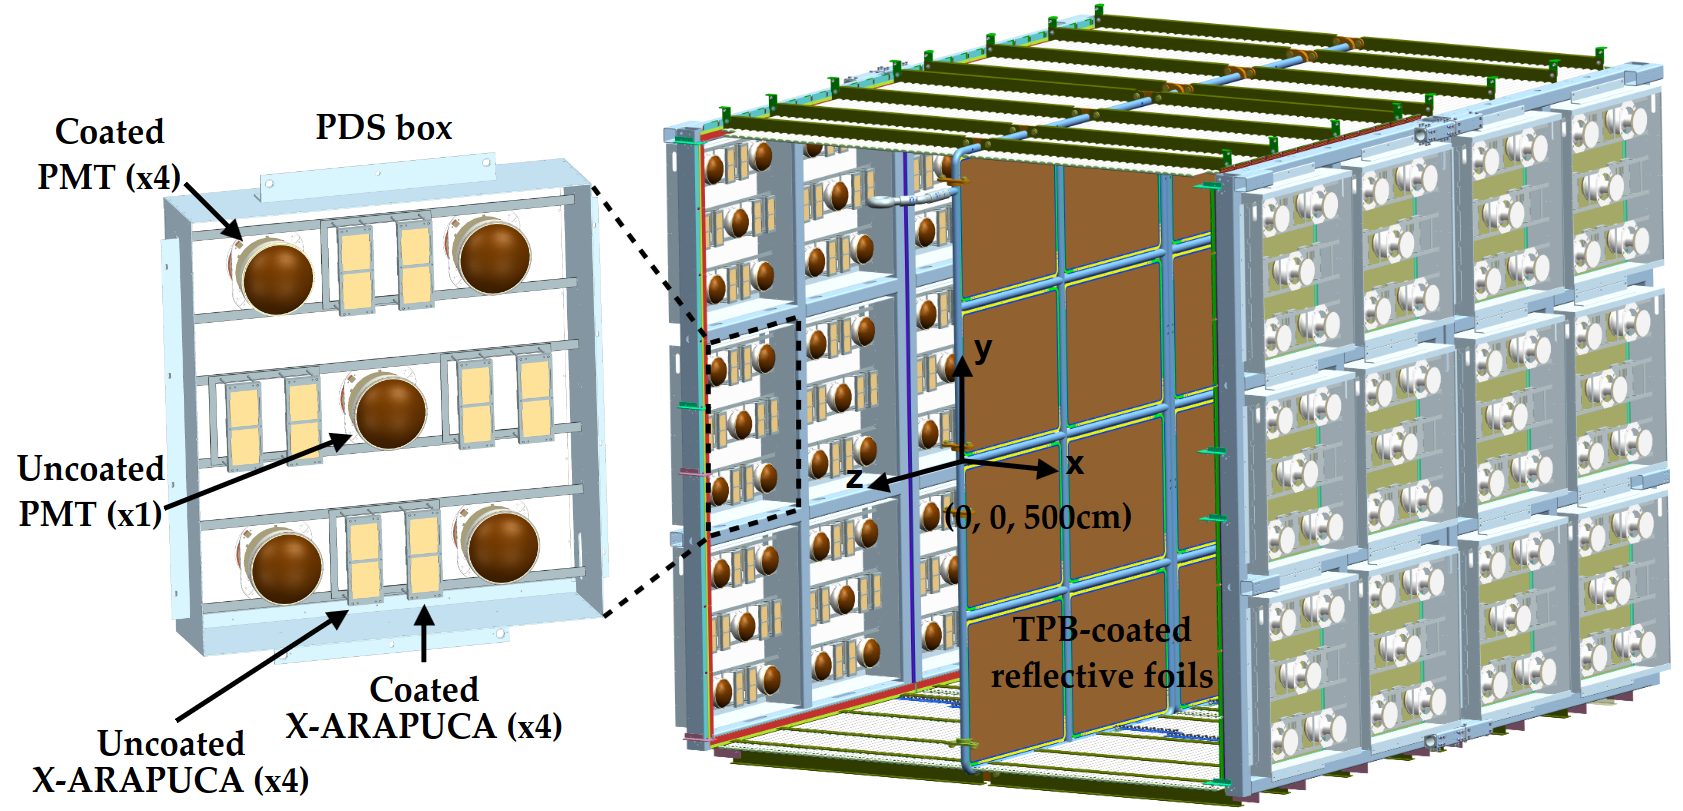 Coated
PMT (x4)
PDS box
Uncoated
PMT (x1)
Coated
X-ARAPUCA (x4)
Uncoated
X-ARAPUCA (x4)
y
x
z
(0, 0, 500cm)
TPB-coated
reflective foils